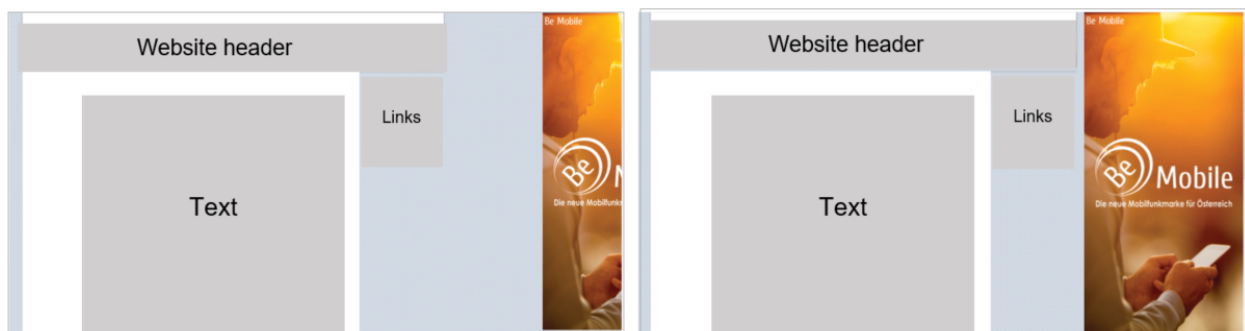 Be Mobile
Website header
Links
Text
Be
Die neue Mobilfunk
Be Mobile
Website header
Links
Text
Be Mobile
Die neue Mobilfunkmarke für Österreich